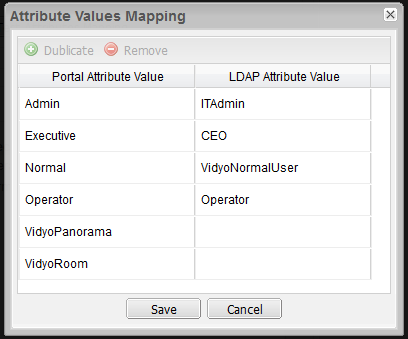 Attribute Values Mapping
Dublicate Remove
Portal Attribute Value LDAP Attribute Value
Admin ITAdmin
Executive CEO
Normal VidyoNormalUser
Operator Operator
VidyoPanorama
VidyoRoom
Save Cancel